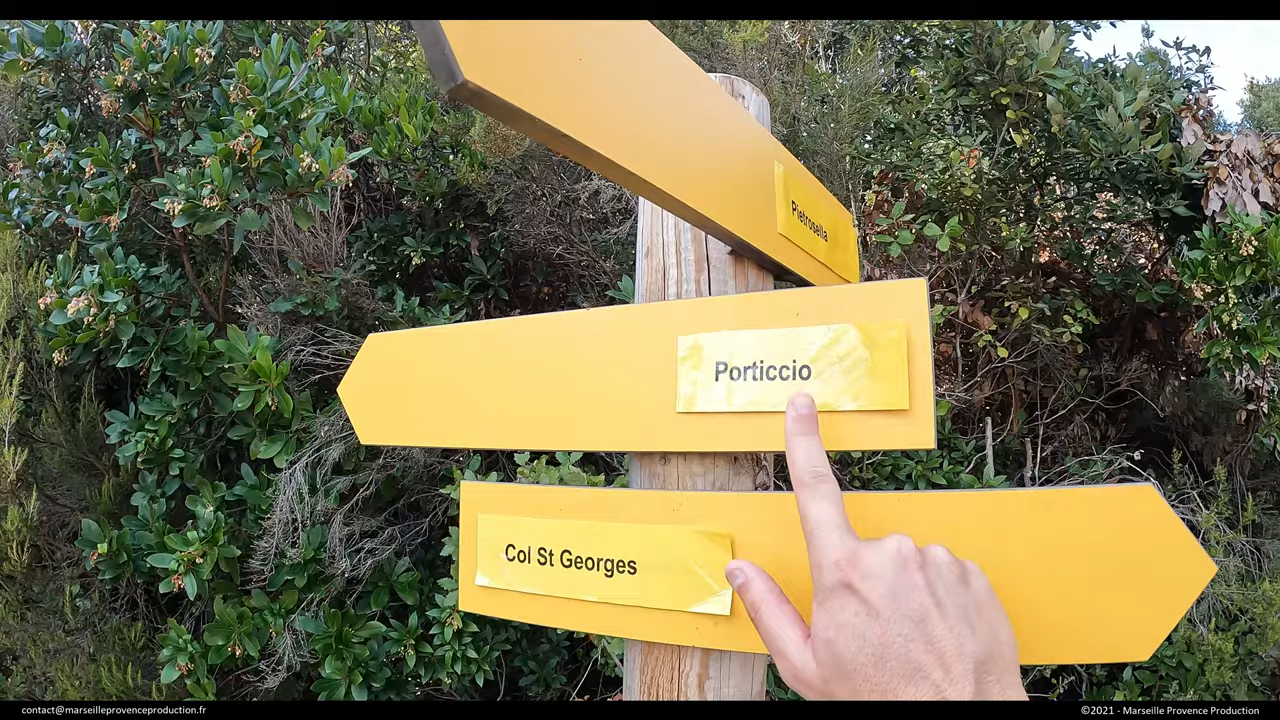 Pietrosella
Porticcio
Col St Georges
contact@marseilleprovenceproduction.fr
©2021 - Marseille Provence Production